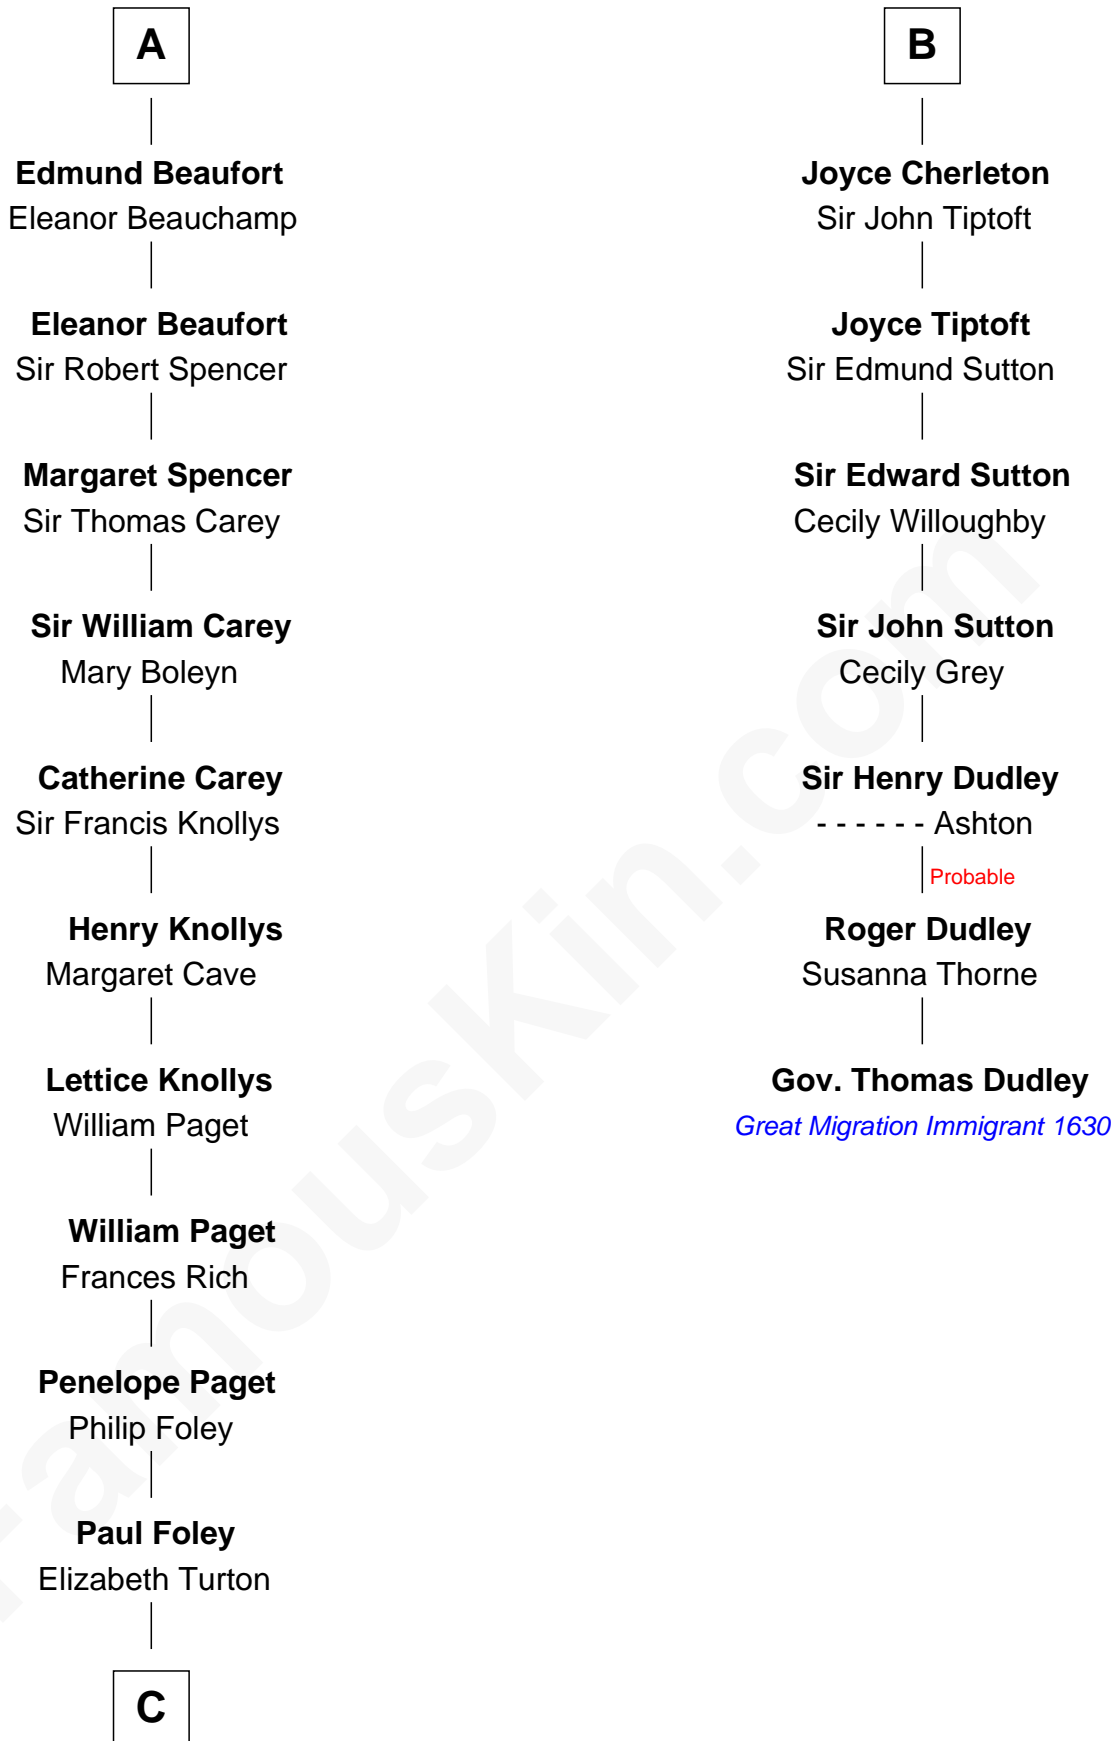 A
Edmund Beaufort
Eleanor Beauchamp
Eleanor Beaufort
Sir Robert Spencer
Margaret Spencer
Sir Thomas Carey
Sir William Carey
Mary Boleyn
Catherine Carey
Sir Francis Knollys
Henry Knollys
Margaret Cave
Lettice Knollys
William Paget
William Paget
Frances Rich
Penelope Paget
Philip Foley
Paul Foley
Elizabeth Turton
C
B
Joyce Cherleton
Sir John Tiptoft
Joyce Tiptoft
Sir Edmund Sutton
Sir Edward Sutton
Cecily Willoughby
Sir John Sutton
Cecily Grey
Sir Henry Dudley
- - - - - - Ashton
Probable
Roger Dudley
Susanna Thorne
Gov. Thomas Dudley
Great Migration Immigrant 1630
FamousKin.com